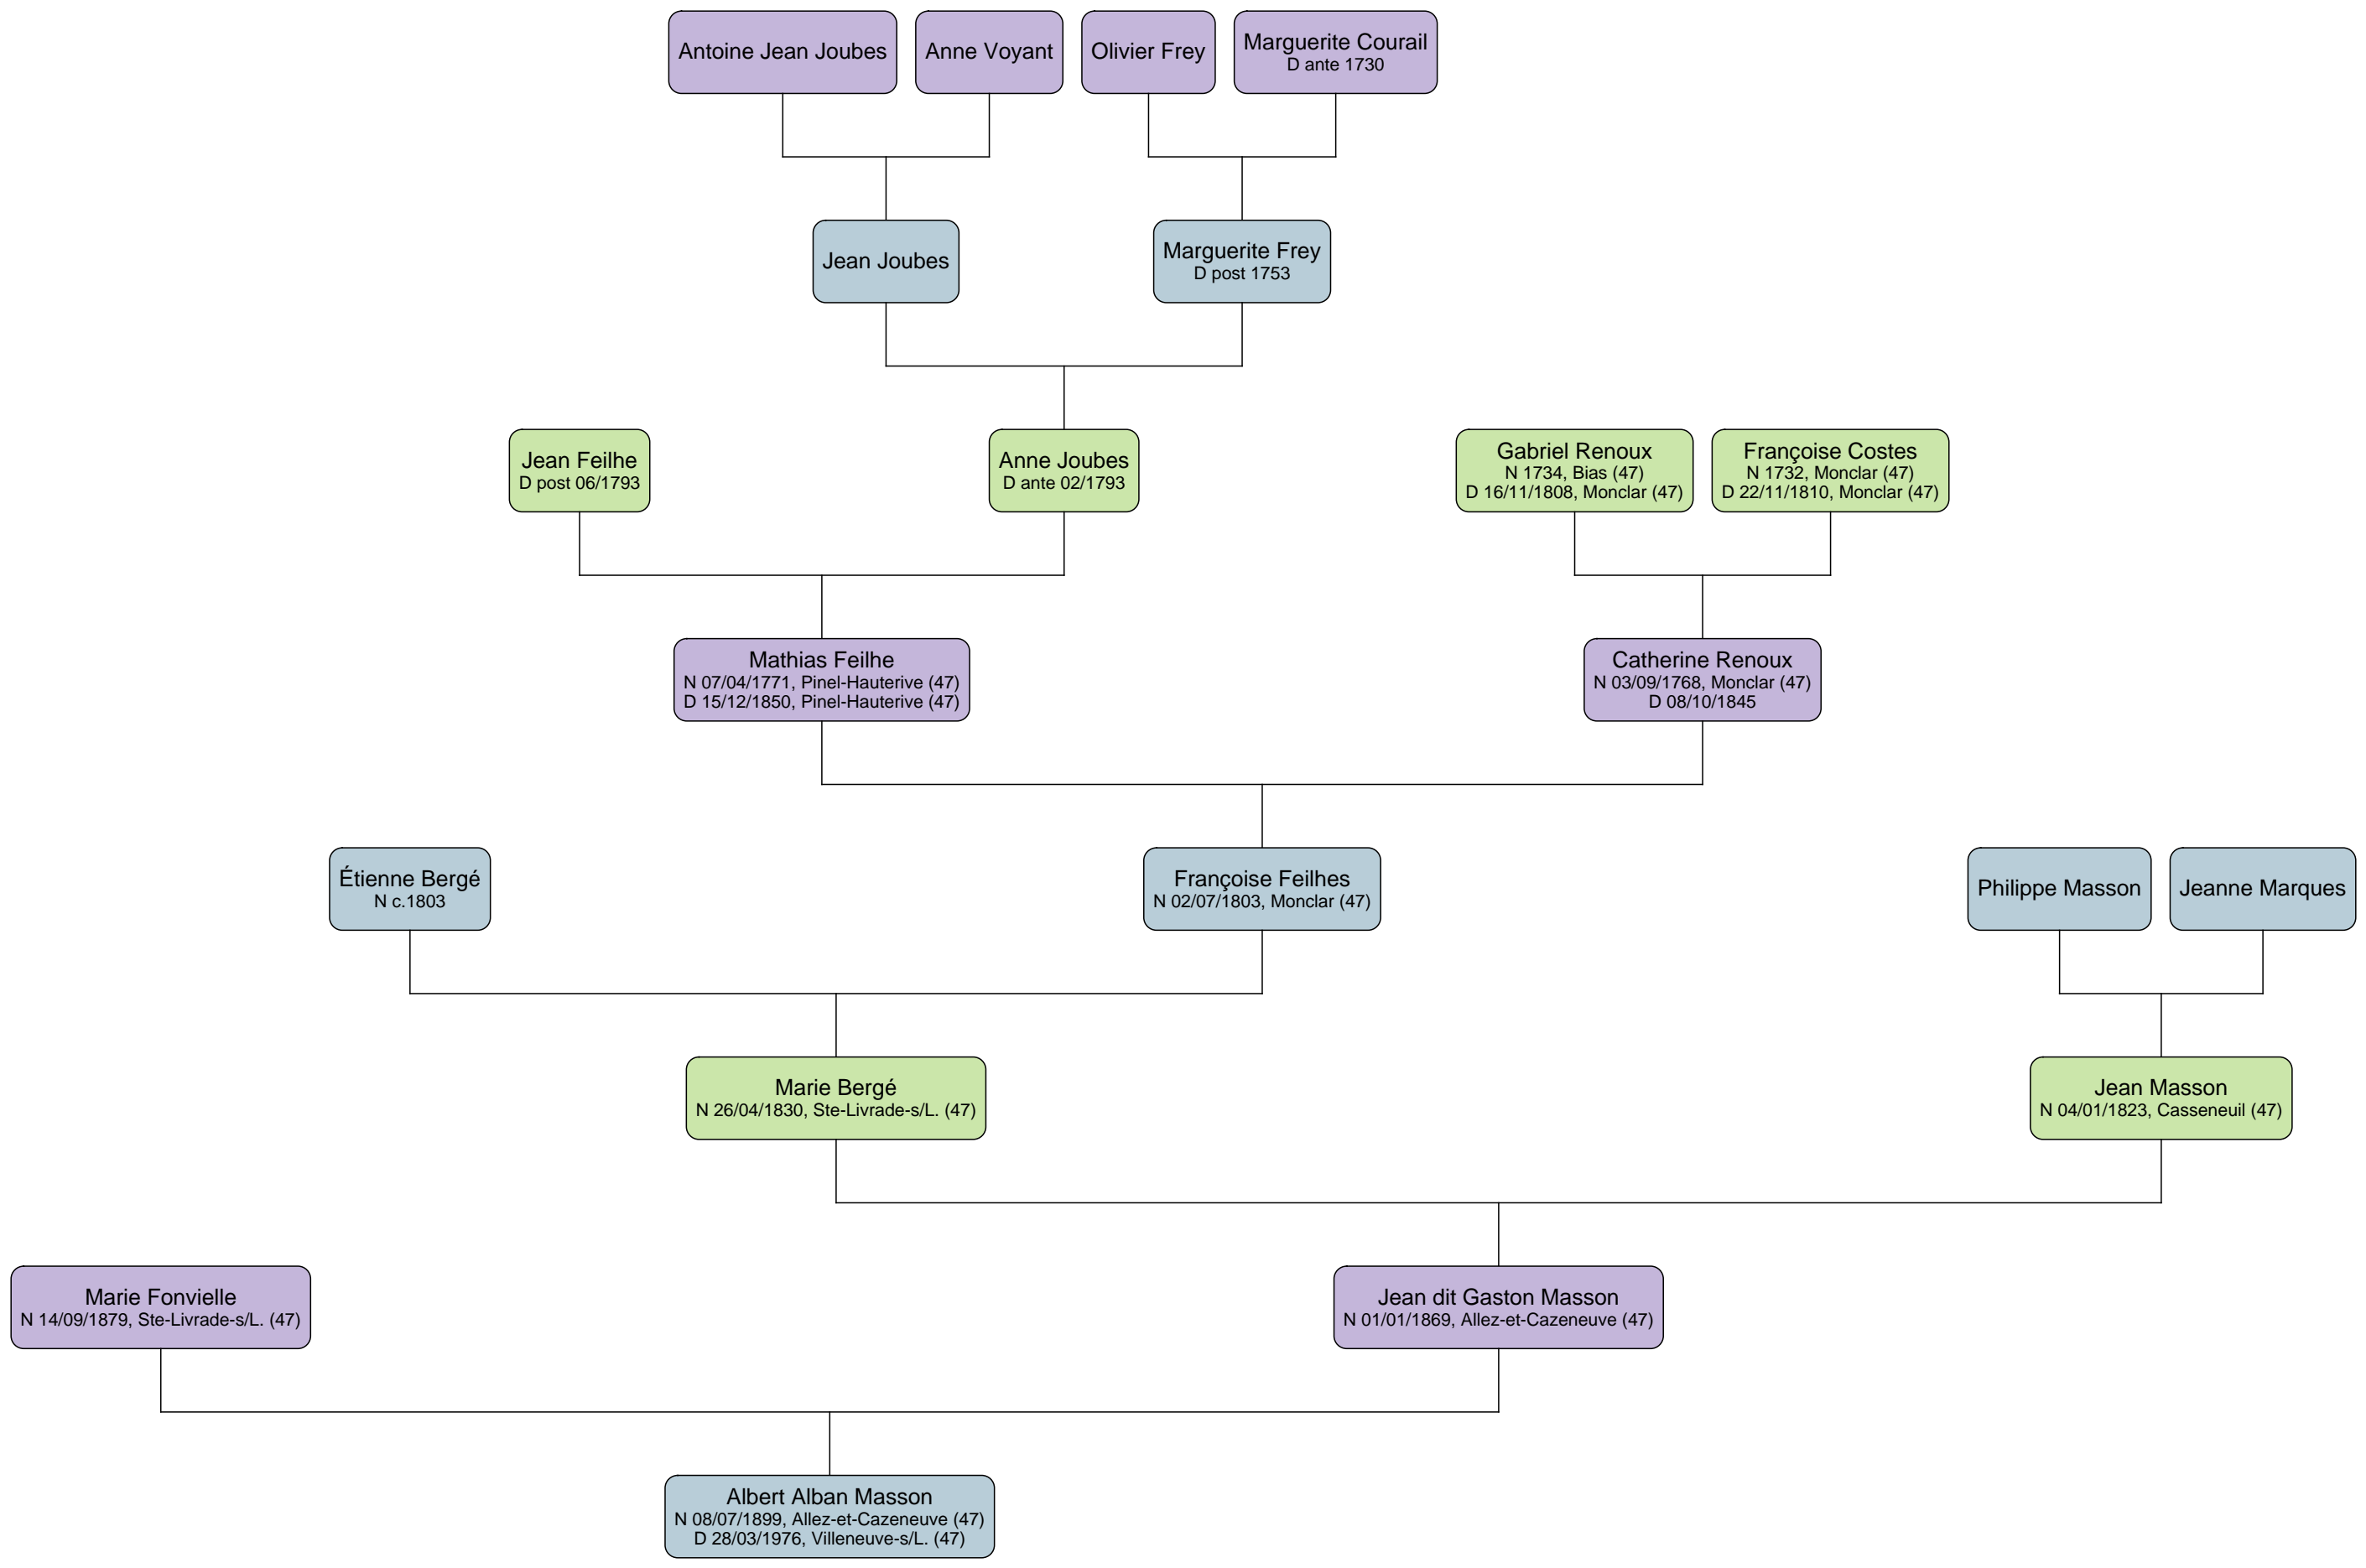 Antoine Jean Joubes
Anne Voyant
Olivier Frey
Marguerite Courail
D ante 1730
Jean Joubes
Marguerite Frey
D post 1753
Jean Feilhe
D post 06/1793
Anne Joubes
D ante 02/1793
Gabriel Renoux
N 1734, Bias (47)
D 16/11/1808, Monclar (47)
Françoise Costes
N 1732, Monclar (47)
D 22/11/1810, Monclar (47)
Mathias Feilhe
N 07/04/1771, Pinel-Hauterive (47)
D 15/12/1850, Pinel-Hauterive (47)
Catherine Renoux
N 03/09/1768, Monclar (47)
D 08/10/1845
Étienne Bergé
N c.1803
Françoise Feilhes
N 02/07/1803, Monclar (47)
Philippe Masson
Jeanne Marques
Marie Bergé
N 26/04/1830, Ste-Livrade-s/L. (47)
Jean Masson
N 04/01/1823, Casseneuil (47)
Marie Fonvielle
N 14/09/1879, Ste-Livrade-s/L. (47)
Jean dit Gaston Masson
N 01/01/1869, Allez-et-Cazeneuve (47)
Albert Alban Masson
N 08/07/1899, Allez-et-Cazeneuve (47)
D 28/03/1976, Villeneuve-s/L. (47)